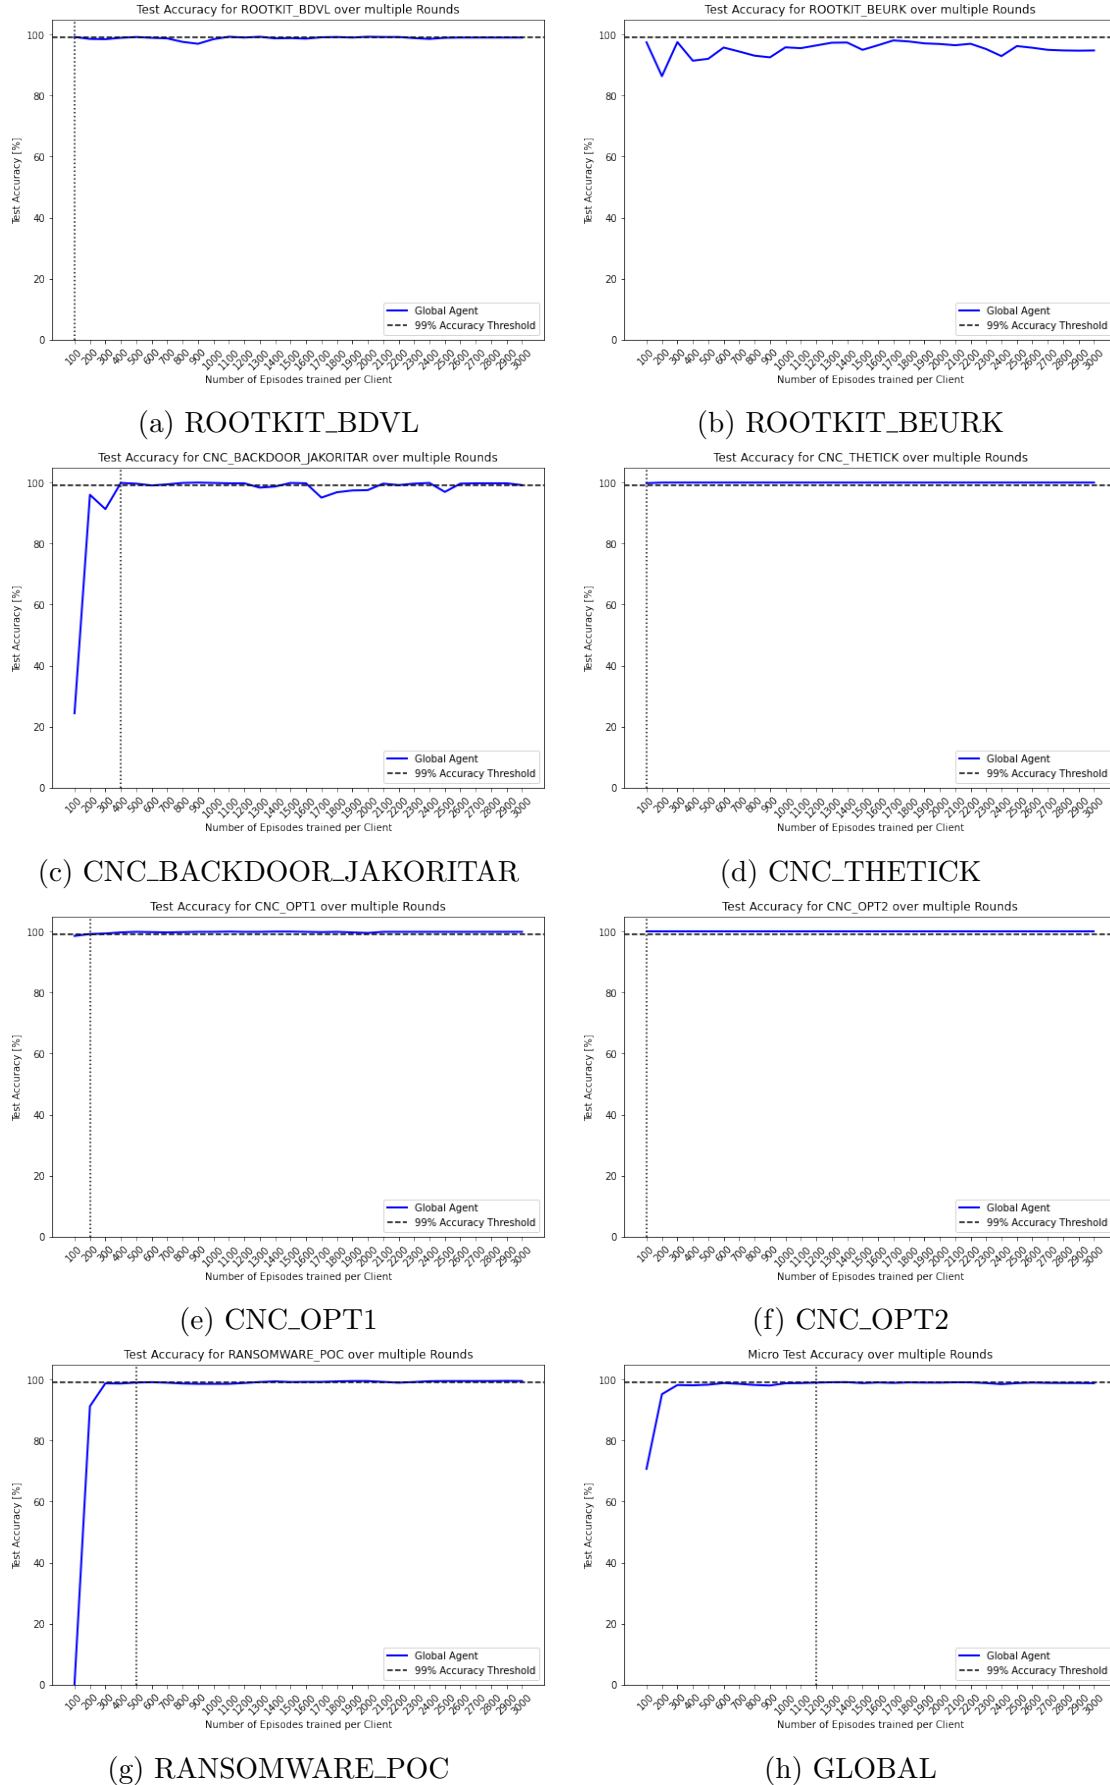 Test Accuracy for ROOTKIT_BDVL over multiple Rounds
100
80
60
40
20
0
Test Accuracy [%]
Global Agent
99% Accuracy Threshold
100 200 300 400 500 600 700 800 900 1000 1100 1200 1300 1400 1500 1600 1700 1800 1900 2000 2100 2200 2300 2400 2500 2600 2700 2800 2900 3000
Number of Episodes trained per Client
(a) ROOTKIT_BDVL
Test Accuracy for ROOTKIT_BEURK over multiple Rounds
100
80
60
40
20
0
Test Accuracy [%]
Global Agent
99% Accuracy Threshold
100 200 300 400 500 600 700 800 900 1000 1100 1200 1300 1400 1500 1600 1700 1800 1900 2000 2100 2200 2300 2400 2500 2600 2700 2800 2900 3000
Number of Episodes trained per Client
(b) ROOTKIT_BEURK
Test Accuracy for CNC_BACKDOOR_JAKORITAR over multiple Rounds
100
80
60
40
20
0
Test Accuracy [%]
Global Agent
99% Accuracy Threshold
100 200 300 400 500 600 700 800 900 1000 1100 1200 1300 1400 1500 1600 1700 1800 1900 2000 2100 2200 2300 2400 2500 2600 2700 2800 2900 3000
Number of Episodes trained per Client
(c) CNC_BACKDOOR_JAKORITAR
Test Accuracy for CNC_THETICK over multiple Rounds
100
80
60
40
20
0
Test Accuracy [%]
Global Agent
99% Accuracy Threshold
100 200 300 400 500 600 700 800 900 1000 1100 1200 1300 1400 1500 1600 1700 1800 1900 2000 2100 2200 2300 2400 2500 2600 2700 2800 2900 3000
Number of Episodes trained per Client
(d) CNC_THETICK
Test Accuracy for CNC_OPT1 over multiple Rounds
100
80
60
40
20
0
Test Accuracy [%]
Global Agent
99% Accuracy Threshold
100 200 300 400 500 600 700 800 900 1000 1100 1200 1300 1400 1500 1600 1700 1800 1900 2000 2100 2200 2300 2400 2500 2600 2700 2800 2900 3000
Number of Episodes trained per Client
(e) CNC_OPT1
Test Accuracy for CNC_OPT2 over multiple Rounds
100
80
60
40
20
0
Test Accuracy [%]
Global Agent
99% Accuracy Threshold
100 200 300 400 500 600 700 800 900 1000 1100 1200 1300 1400 1500 1600 1700 1800 1900 2000 2100 2200 2300 2400 2500 2600 2700 2800 2900 3000
Number of Episodes trained per Client
(f) CNC_OPT2
Test Accuracy for RANSOMWARE_POC over multiple Rounds
100
80
60
40
20
0
Test Accuracy [%]
Global Agent
99% Accuracy Threshold
100 200 300 400 500 600 700 800 900 1000 1100 1200 1300 1400 1500 1600 1700 1800 1900 2000 2100 2200 2300 2400 2500 2600 2700 2800 2900 3000
Number of Episodes trained per Client
(g) RANSOMWARE_POC
Micro Test Accuracy over multiple Rounds
100
80
60
40
20
0
Test Accuracy [%]
Global Agent
99% Accuracy Threshold
100 200 300 400 500 600 700 800 900 1000 1100 1200 1300 1400 1500 1600 1700 1800 1900 2000 2100 2200 2300 2400 2500 2600 2700 2800 2900 3000
Number of Episodes trained per Client
(h) GLOBAL